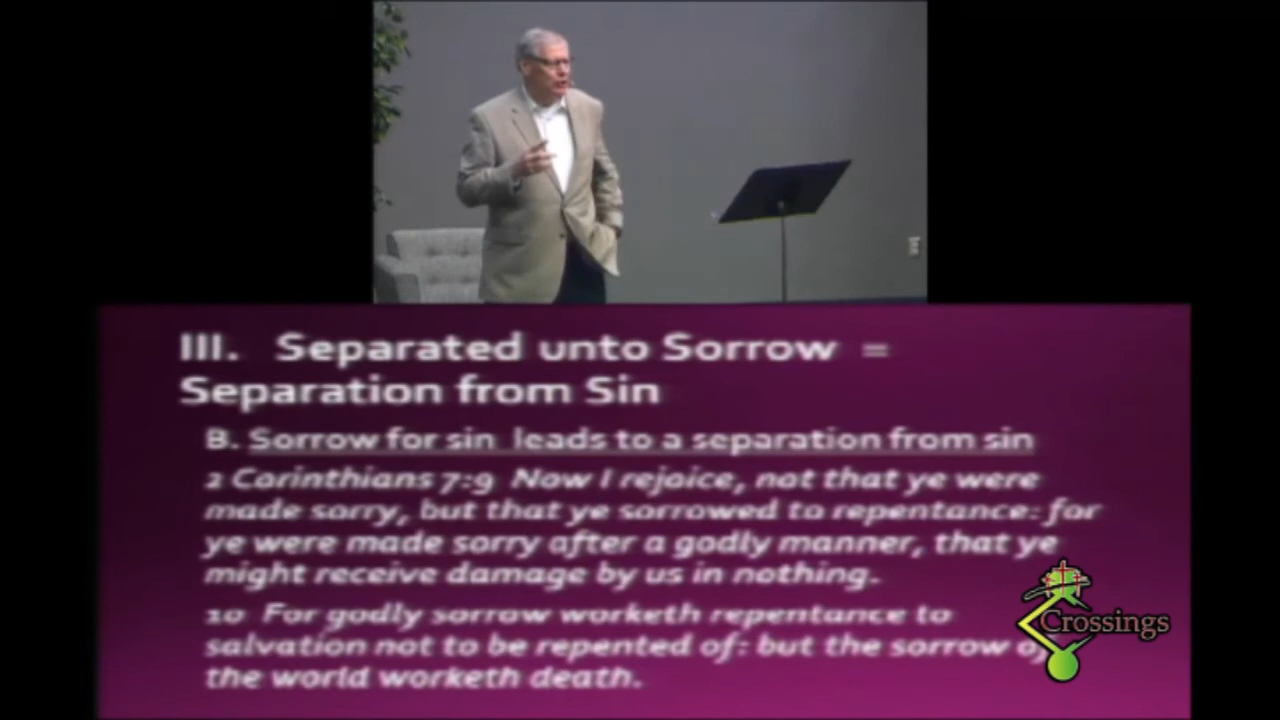 III. Separated unto Sorrow =
Separation from Sin
B. Sorrow for sin leads to a separation from sin
2 Corinthians 7:9 Now I rejoice, not that ye were
made sorry, but that ye sorrowed to repentance: for
ye were made sorry after a godly manner, that ye
might receive damage by us in nothing.
10 For godly sorrow worketh repentance to
salvation not to be repented of: but the sorrow of
the world worketh death.
Crossings